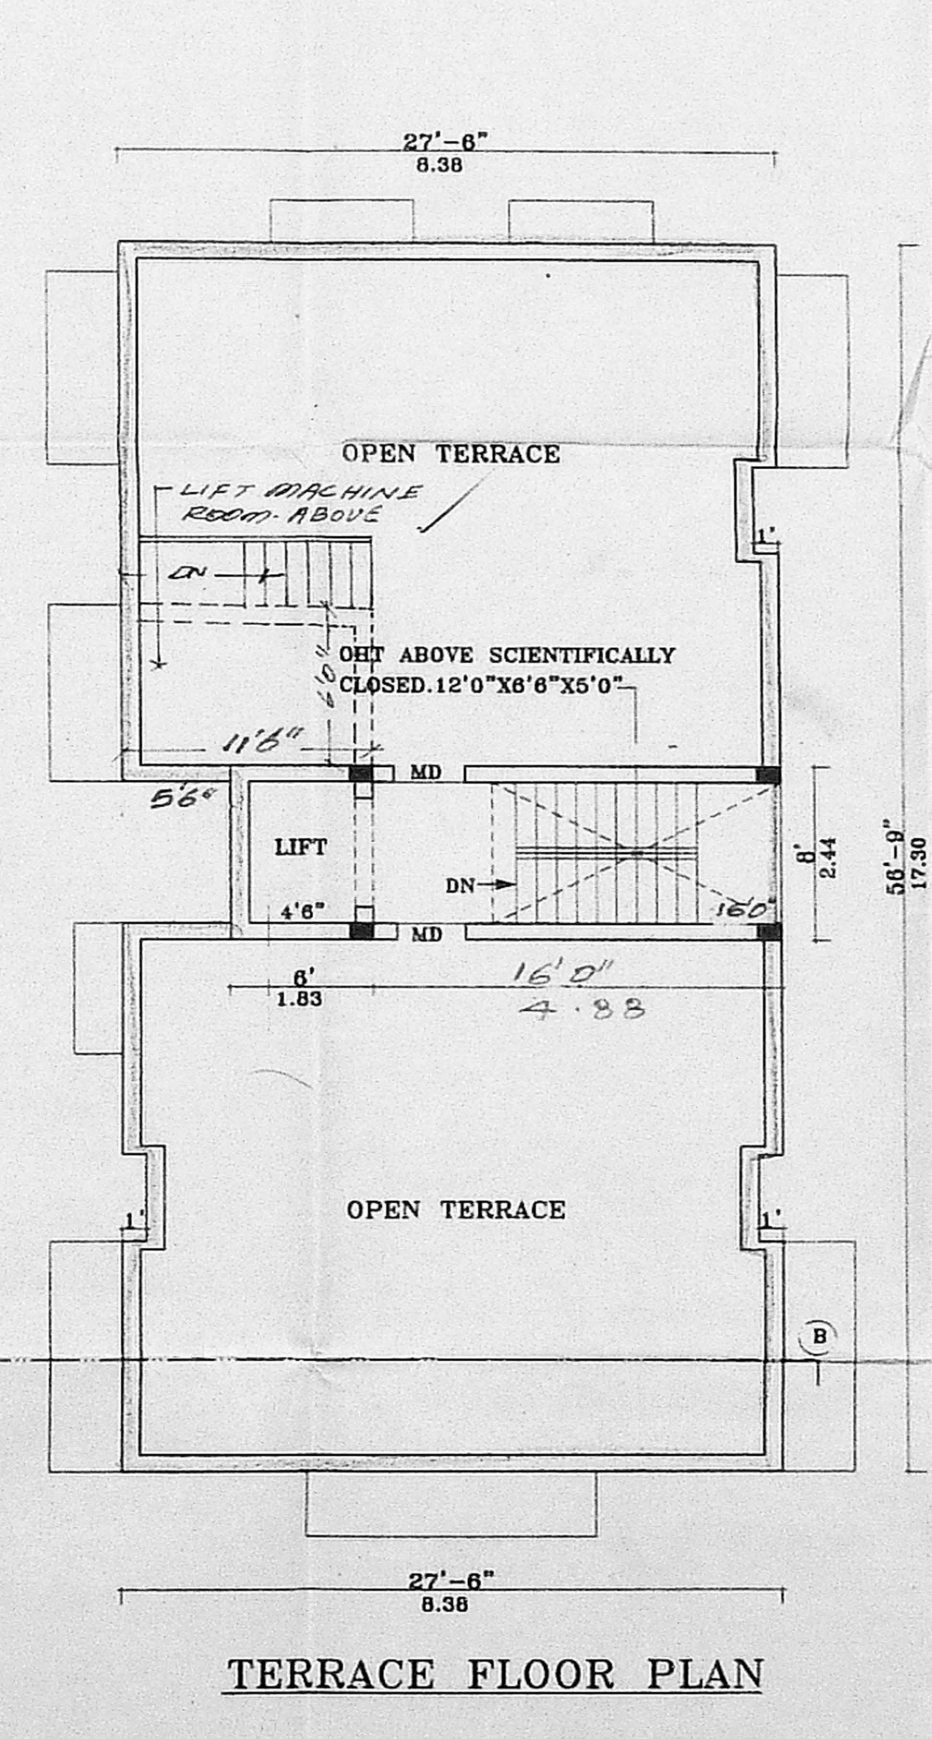 27'-6"
8.38
OPEN TERRACE
LIFT MACHINE
ROOM. ABOVE
1'
DN
6'0"
OHT ABOVE SCIENTIFICALLY
CLOSED.12'0"X6'6"X5'0"
11'6"
MD
5'6"
LIFT
8'
2.44
56'-9"
17.30
DN
4'6"
16'0"
MD
6'
1.83
16'0"
4.88
OPEN TERRACE
1'
1'
B
27'-6"
8.38
TERRACE FLOOR PLAN